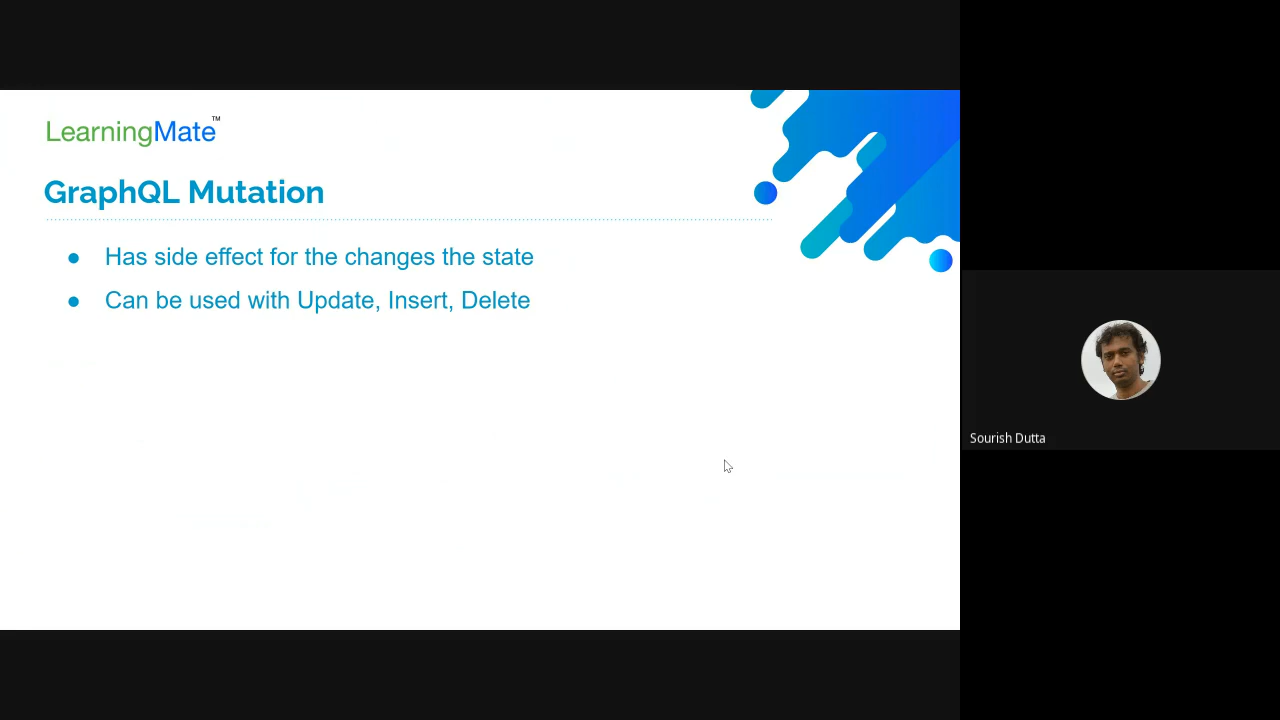 LearningMate™
GraphQL Mutation
● Has side effect for the changes the state
● Can be used with Update, Insert, Delete
Sourish Dutta